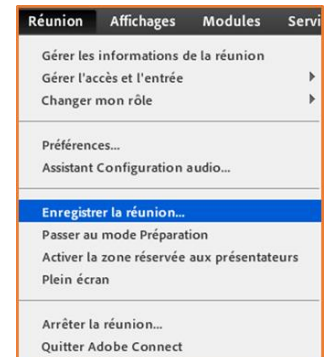 Réunion Affichages Modules Servi
Gérer les informations de la réunion
Gérer l'accès et l'entrée
Changer mon rôle
Préférences...
Assistant Configuration audio...
Enregistrer la réunion...
Passer au mode Préparation
Activer la zone réservée aux présentateurs
Plein écran
Arrêter la réunion...
Quitter Adobe Connect